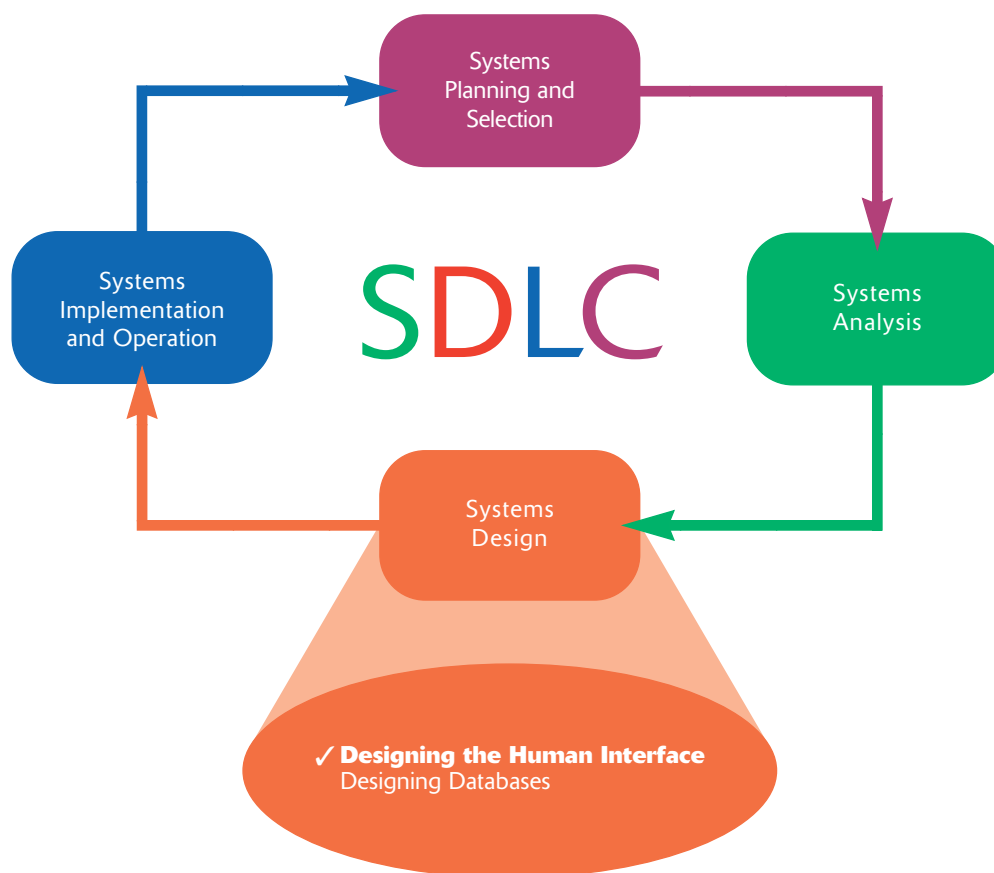 Systems
Planning and
Selection
Systems
Implementation
and Operation
SDLC
Systems
Analysis
Systems
Design
✓Designing the Human Interface
Designing Databases